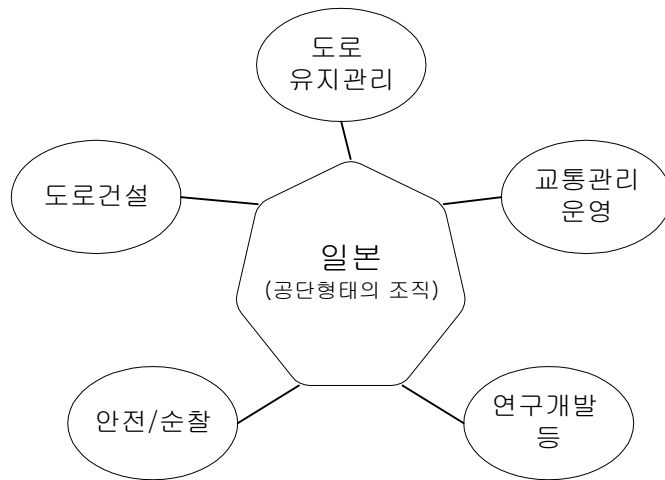 도로
유지관리
도로건설
교통관리
운영
일본
(공단형태의 조직)
안전/순찰
연구개발
등